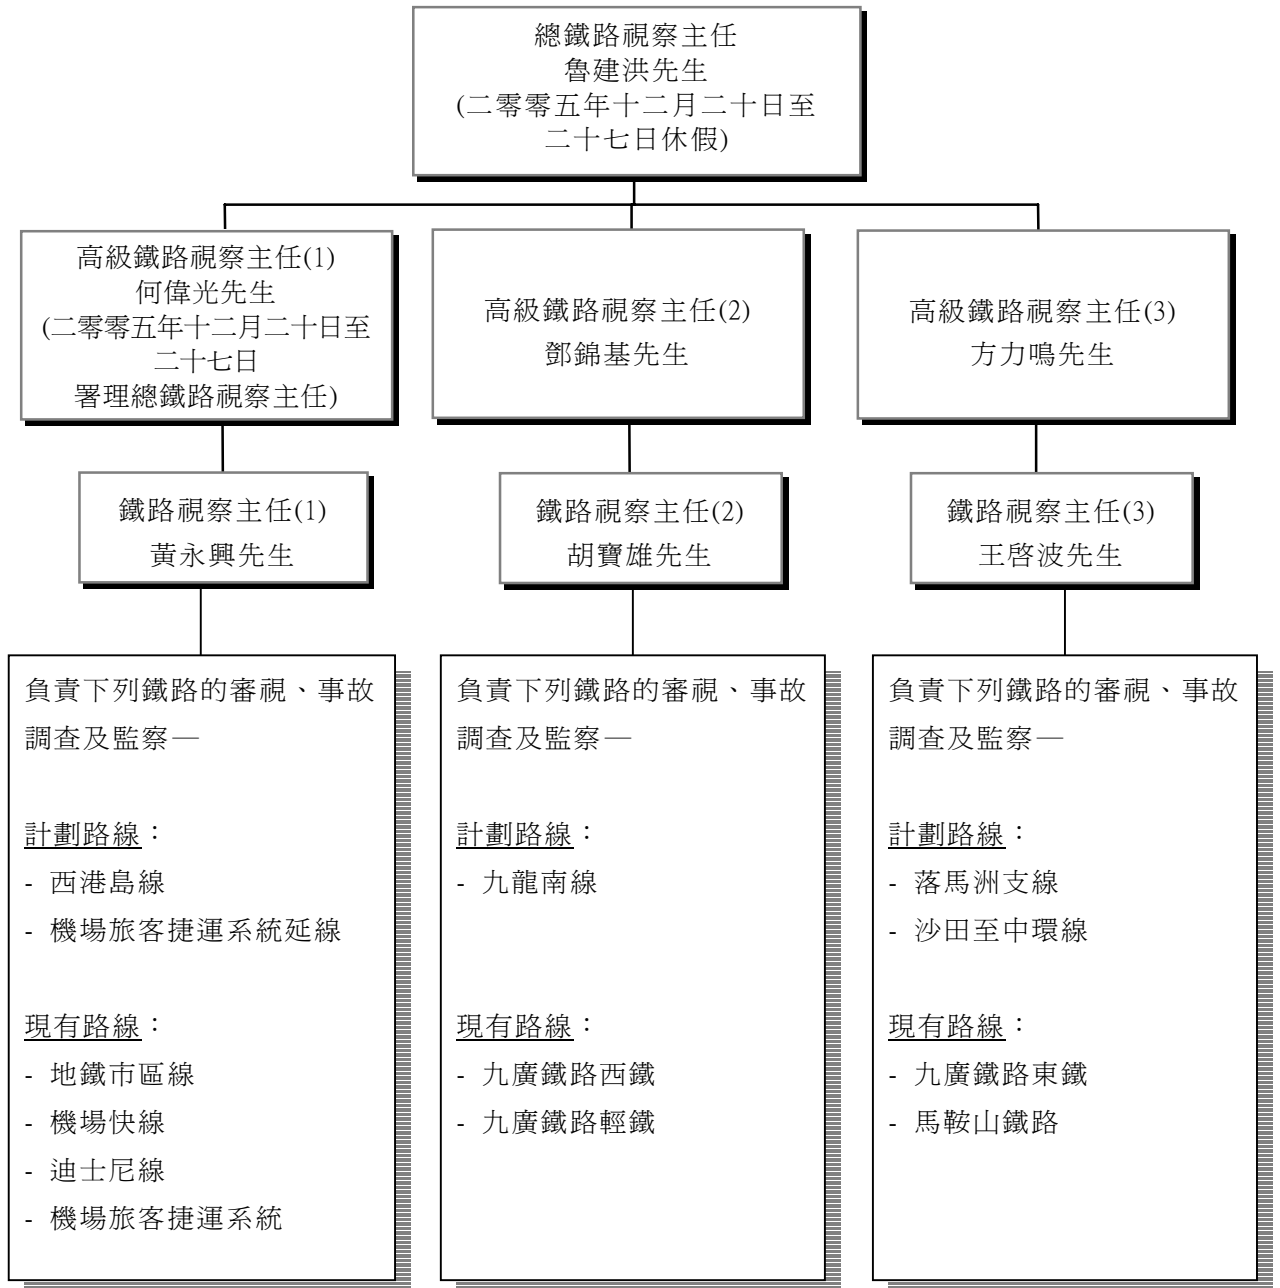 總鐵路視察主任
魯建洪先生
(二零零五年十二月二十日至
二十七日休假)
高級鐵路視察主任(1)
何偉光先生
(二零零五年十二月二十日至
二十七日
署理總鐵路視察主任)
高級鐵路視察主任(2)
鄧錦基先生
高級鐵路視察主任(3)
方力鳴先生
鐵路視察主任(1)
黃永興先生
鐵路視察主任(2)
胡寶雄先生
鐵路視察主任(3)
王啓波先生
負責下列鐵路的審視、事故
調查及監察—
計劃路線：
- 西港島線
- 機場旅客捷運系統延線
現有路線：
- 地鐵市區線
- 機場快線
- 迪士尼線
- 機場旅客捷運系統
負責下列鐵路的審視、事故
調查及監察—
計劃路線：
- 九龍南線
現有路線：
- 九廣鐵路西鐵
- 九廣鐵路輕鐵
負責下列鐵路的審視、事故
調查及監察—
計劃路線：
- 落馬洲支線
- 沙田至中環線
現有路線：
- 九廣鐵路東鐵
- 馬鞍山鐵路